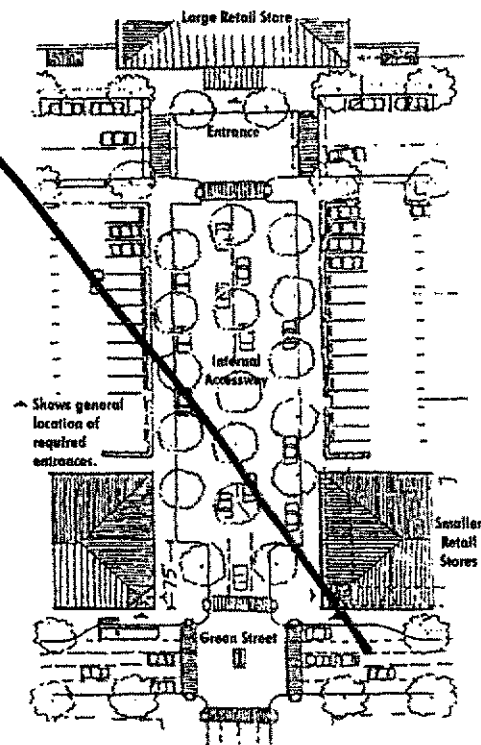 Large Retail Store
Entrance
Internal
Accessway
Shows general
location of
required
entrances.
Smaller
Retail
Stores
75'
Green Street